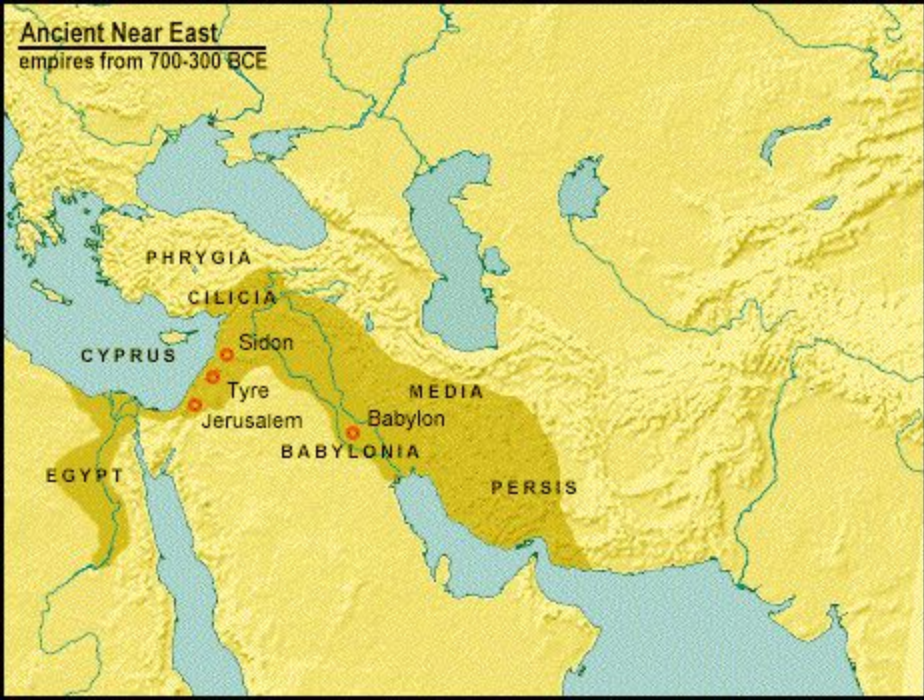 Ancient Near East
empires from 700-300 BCE
PHRYGIA
CILICIA
Sidon
CYPRUS
Tyre
MEDIA
Jerusalem
Babylon
BABYLONIA
EGYPT
PERSIS